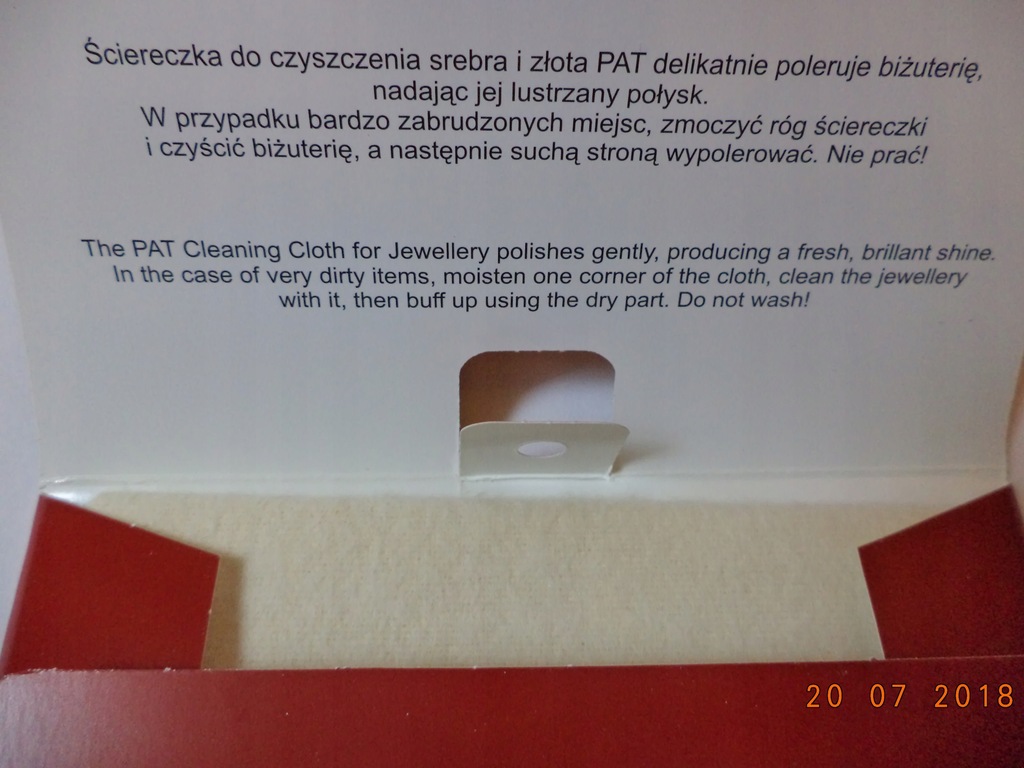 Ściereczka do czyszczenia srebra i złota PAT delikatnie poleruje biżuterię,
nadając jej lustrzany połysk.
W przypadku bardzo zabrudzonych miejsc, zmoczyć róg ściereczki
i czyścić biżuterię, a następnie suchą stroną wypolerować. Nie prać!
The PAT Cleaning Cloth for Jewellery polishes gently, producing a fresh, brillant shine.
In the case of very dirty items, moisten one corner of the cloth, clean the jewellery
with it, then buff up using the dry part. Do not wash!
20 07 2018